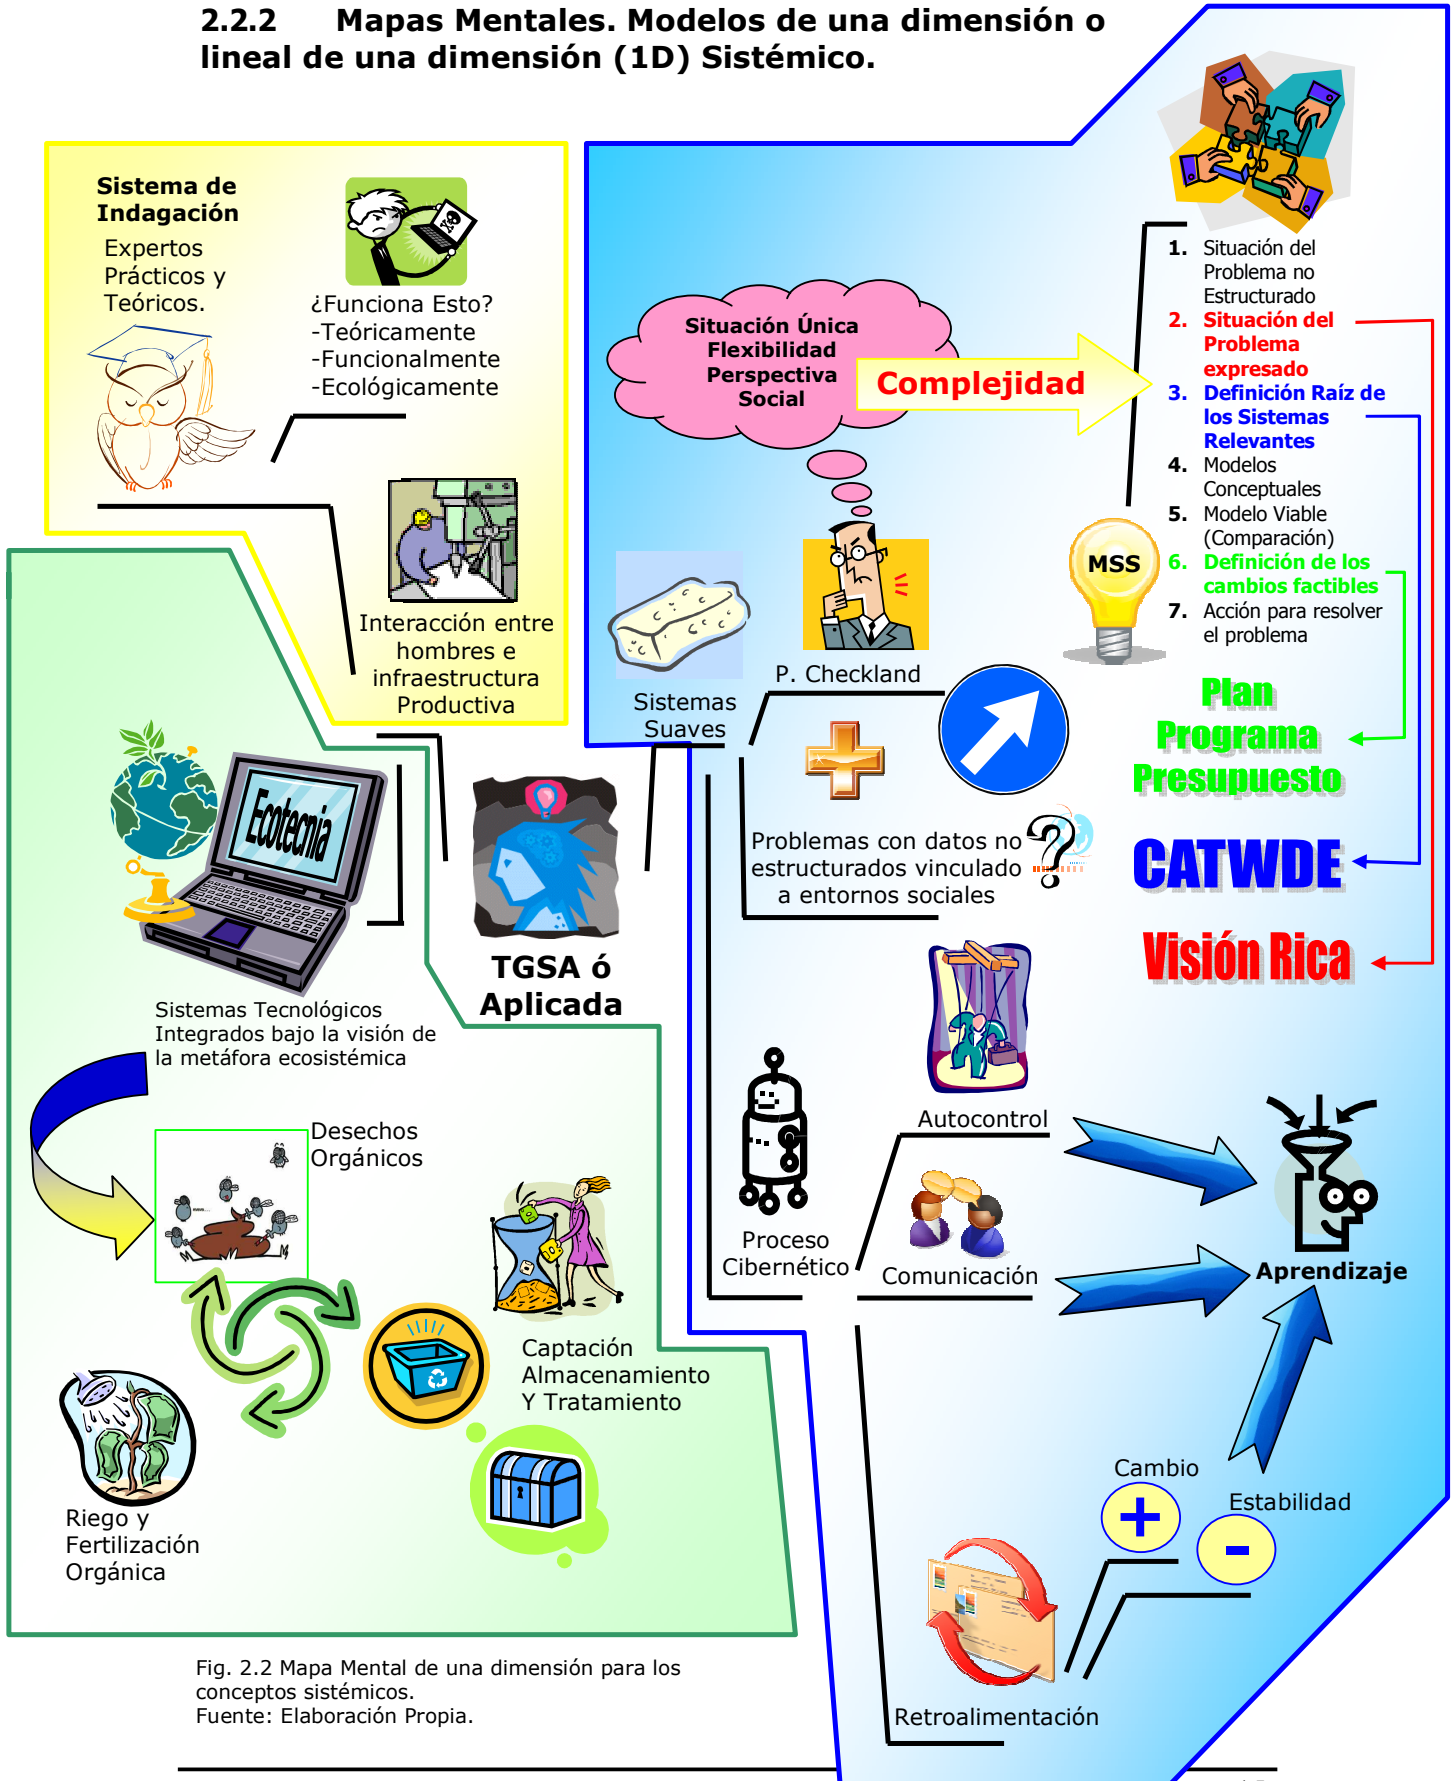 2.2.2 Mapas Mentales. Modelos de una dimensión o
lineal de una dimensión (1D) Sistémico.
Sistema de
Indagación
Expertos
Prácticos y
Teóricos.
¿Funciona Esto?
-Teóricamente
-Funcionalmente
-Ecológicamente
Interacción entre
hombres e
infraestructura
Productiva
Situación Única
Flexibilidad
Perspectiva
Social
Complejidad
1. Situación del
Problema no
Estructurado
2. Situación del
Problema
expresado
3. Definición Raíz de
los Sistemas
Relevantes
4. Modelos
Conceptuales
5. Modelo Viable
(Comparación)
6. Definición de los
cambios factibles
7. Acción para resolver
el problema
MSS
P. Checkland
Sistemas
Suaves
Plan
Programa
Presupuesto
CATWDE
Visión Rica
Problemas con datos no
estructurados vinculado
a entornos sociales
?
Ecotecnia
TGSA ó
Aplicada
Sistemas Tecnológicos
Integrados bajo la visión de
la metáfora ecosistémica
Desechos
Orgánicos
Captación
Almacenamiento
Y Tratamiento
Riego y
Fertilización
Orgánica
Autocontrol
Proceso
Cibernético
Comunicación
Aprendizaje
Cambio
+
Estabilidad
-
Retroalimentación
Fig. 2.2 Mapa Mental de una dimensión para los
conceptos sistémicos.
Fuente: Elaboración Propia.